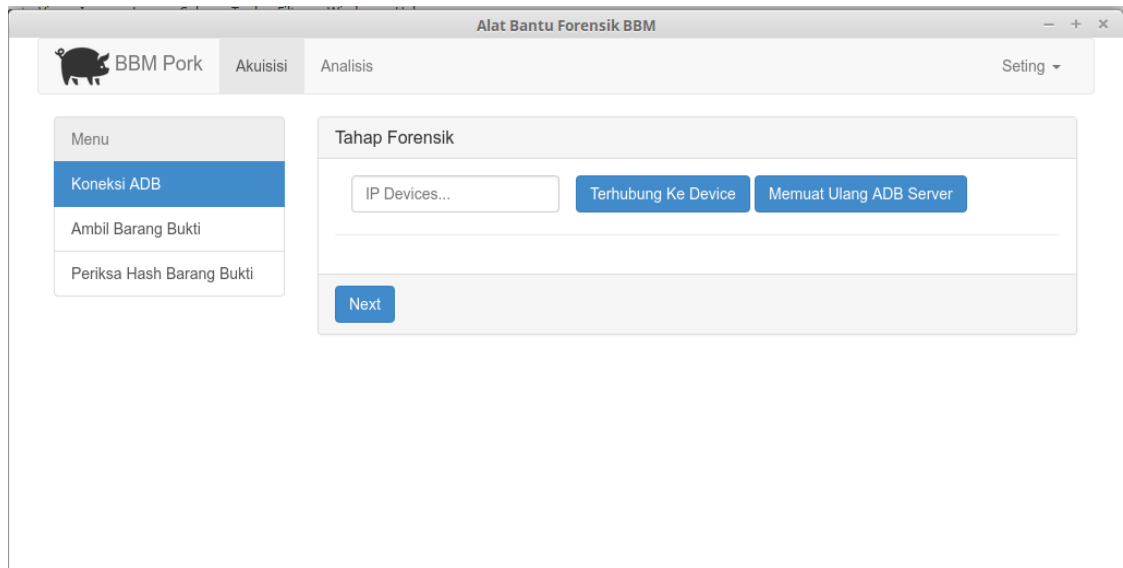 Alat Bantu Forensik BBM
BBM Pork Akuisisi Analisis Seting
Menu
Koneksi ADB
Ambil Barang Bukti
Periksa Hash Barang Bukti
Tahap Forensik
IP Devices... Terhubung Ke Device Memuat Ulang ADB Server
Next